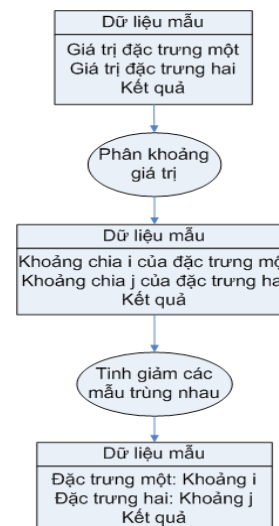 Dữ liệu mẫu
Giá trị đặc trưng một
Giá trị đặc trưng hai
Kết quả
Phân khoảng
giá trị
Dữ liệu mẫu
Khoảng chia i của đặc trưng mộ
Khoảng chia j của đặc trưng ha
Kết quả
Tinh giảm các
mẫu trùng nhau
Dữ liệu mẫu
Đặc trưng một: Khoảng i
Đặc trưng hai: Khoảng j
Kết quả